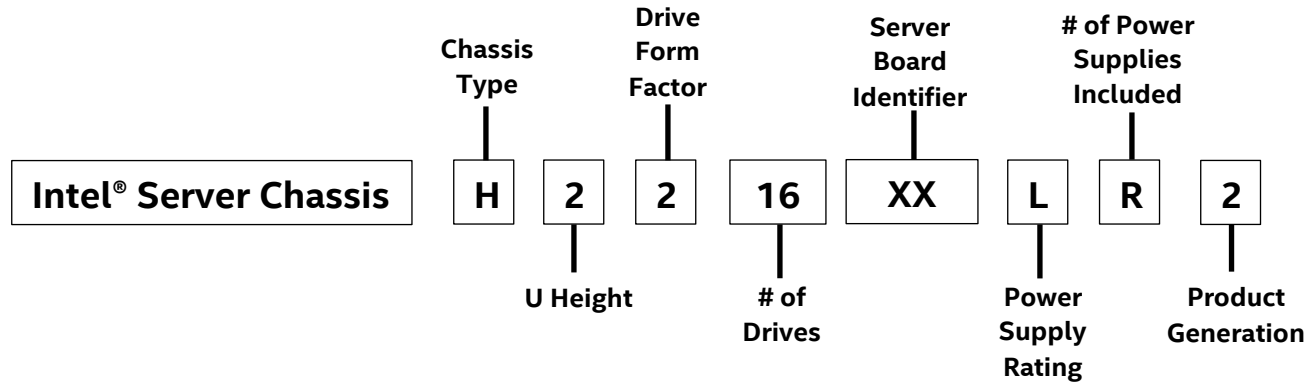 Chassis
Type
Drive
Form
Factor
Server
Board
Identifier
# of Power
Supplies
Included
Intel® Server Chassis H 2 2 16 XX L R 2
U Height
# of
Drives
Power
Supply
Rating
Product
Generation